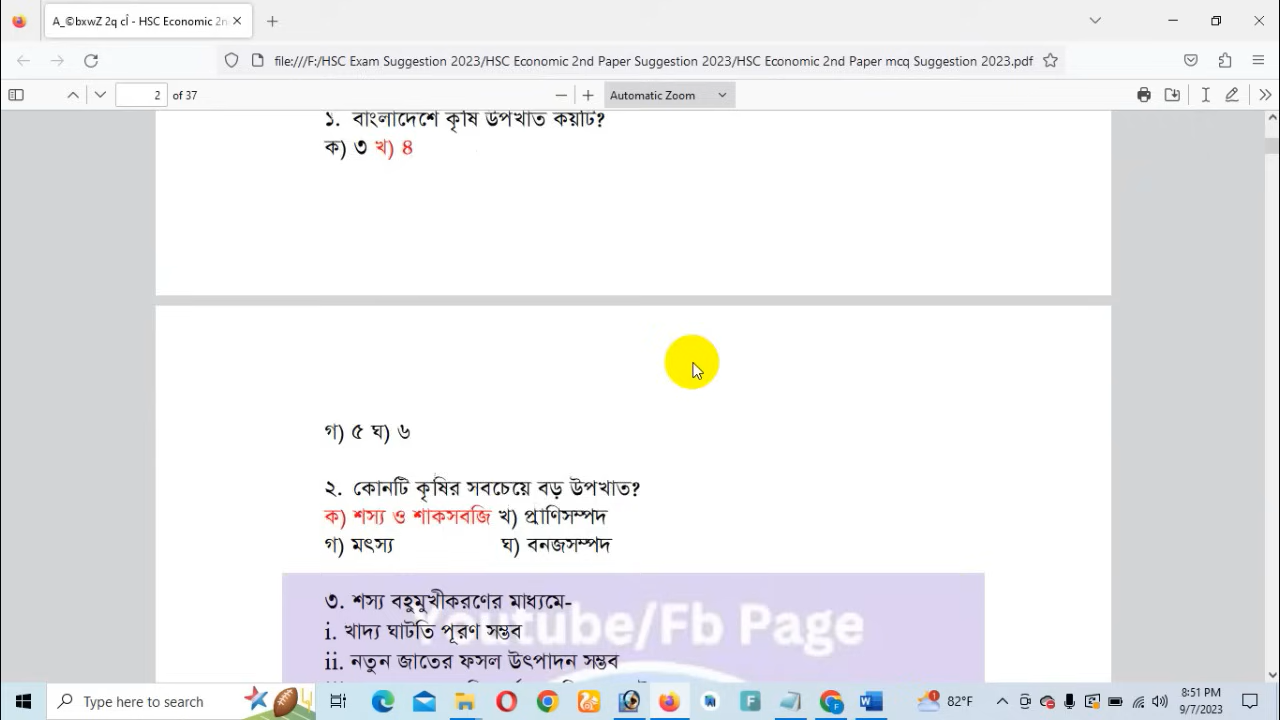 A_©bxwZ 2q cÎ - HSC Economic 2n
file:///F:/HSC Exam Suggestion 2023/HSC Economic 2nd Paper Suggestion 2023/HSC Economic 2nd Paper mcq Suggestion 2023.pdf
2 of 37
Automatic Zoom
১. বাংলাদেশে কৃষি উপখাত কয়টি?
ক) ৩ খ) ৪
গ) ৫ ঘ) ৬
২. কোনটি কৃষির সবচেয়ে বড় উপখাত?
ক) শস্য ও শাকসবজি খ) প্রাণিসম্পদ
গ) মৎস্য ঘ) বনজসম্পদ
৩. শস্য বহুমুখীকরণের মাধ্যমে-
Youtube/Fb Page
i. খাদ্য ঘাটতি পূরণ সম্ভব
ii. নতুন জাতের ফসল উৎপাদন সম্ভব
Type here to search
82°F
8:51 PM
9/7/2023